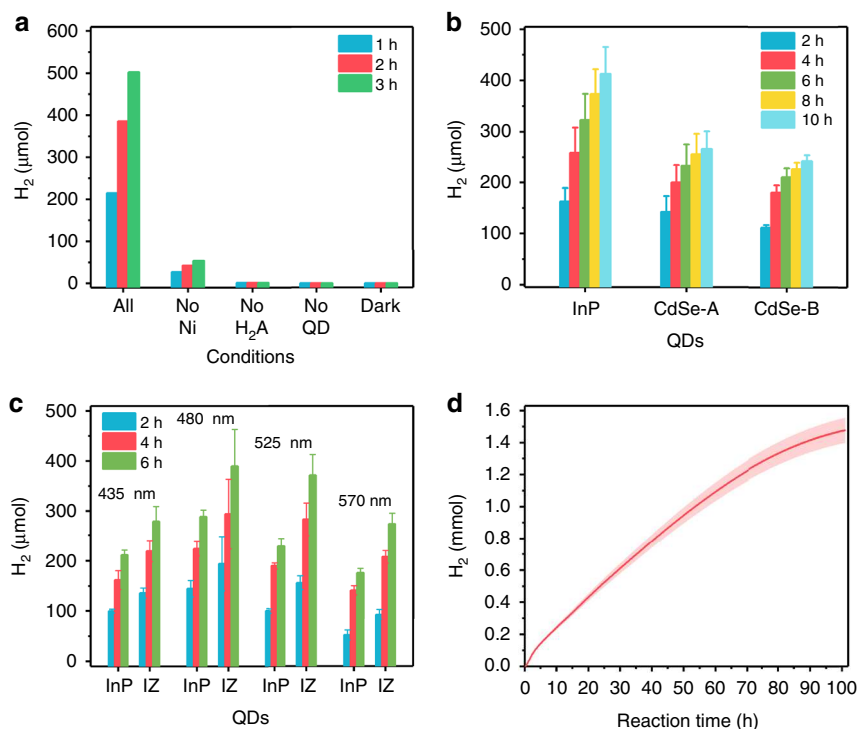 a
600
500
400
300
200
100
0
H₂ (μmol)
1 h
2 h
3 h
All
No
Ni
No
H₂A
No
QD
Dark
Conditions
b
500
400
300
200
100
0
H₂ (μmol)
2 h
4 h
6 h
8 h
10 h
InP
CdSe-A
CdSe-B
QDs
c
500
400
300
200
100
0
H₂ (μmol)
2 h
4 h
6 h
435 nm
480 nm
525 nm
570 nm
InP IZ InP IZ InP IZ InP IZ
QDs
d
1.6
1.4
1.2
1.0
0.8
0.6
0.4
0.2
0.0
H₂ (mmol)
0 10 20 30 40 50 60 70 80 90 100
Reaction time (h)